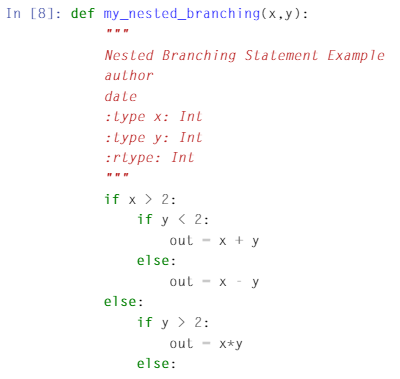 In [8]: def my_nested_branching(x,y):
"""
Nested Branching Statement Example
author
date
:type x: Int
:type y: Int
:rtype: Int
"""
if x > 2:
if y < 2:
out = x + y
else:
out = x - y
else:
if y > 2:
out = x*y
else: